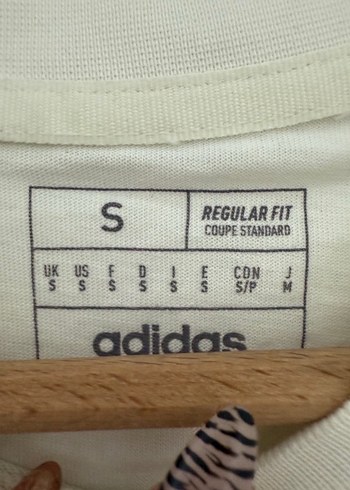 S
REGULAR FIT
COUPE STANDARD
UK US F D I E CDN J
S S S S S S S/P M
adidas